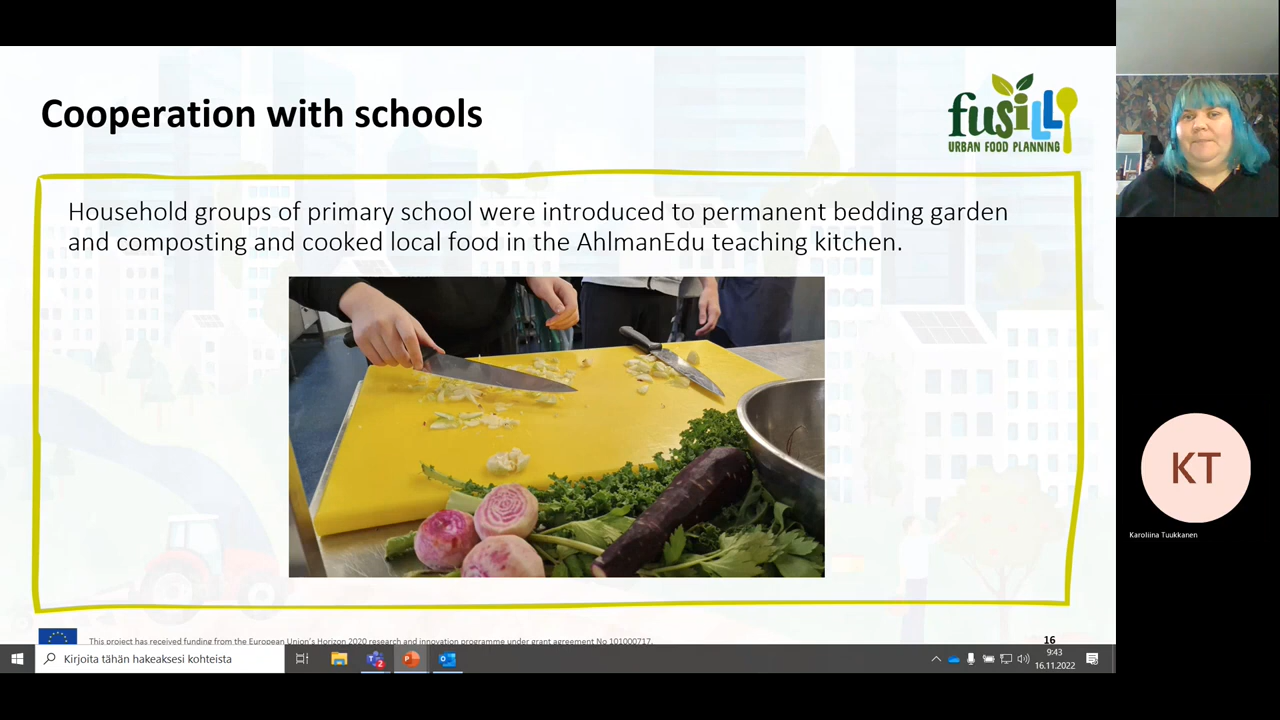 Cooperation with schools
fusilli
URBAN FOOD PLANNING
Household groups of primary school were introduced to permanent bedding garden
and composting and cooked local food in the AhlmanEdu teaching kitchen.
KT
Karoliina Tuukkanen
This project has received funding from the European Union's Horizon 2020 research and innovation programme under grant agreement No 101000717.
16
Kirjoita tähän hakeaksesi kohteista
2
9:43
16.11.2022